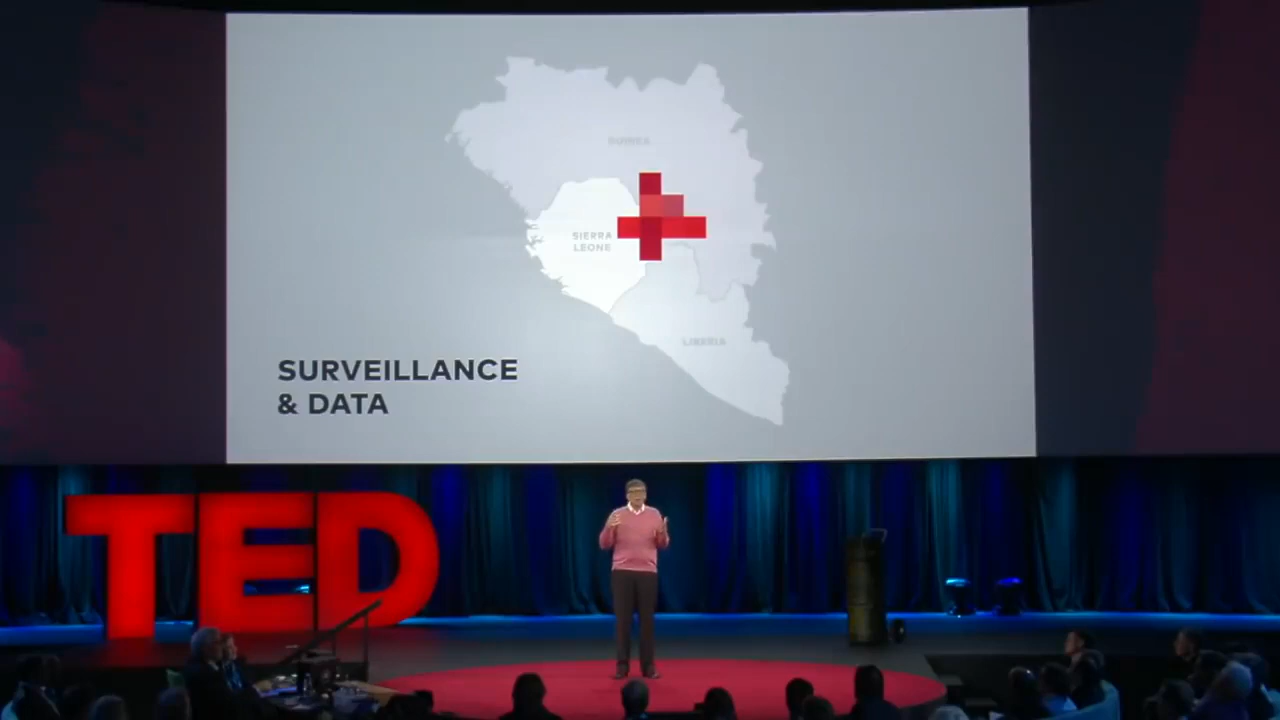 GUINEA
SIERRA
LEONE
LIBERIA
SURVEILLANCE
& DATA
TED